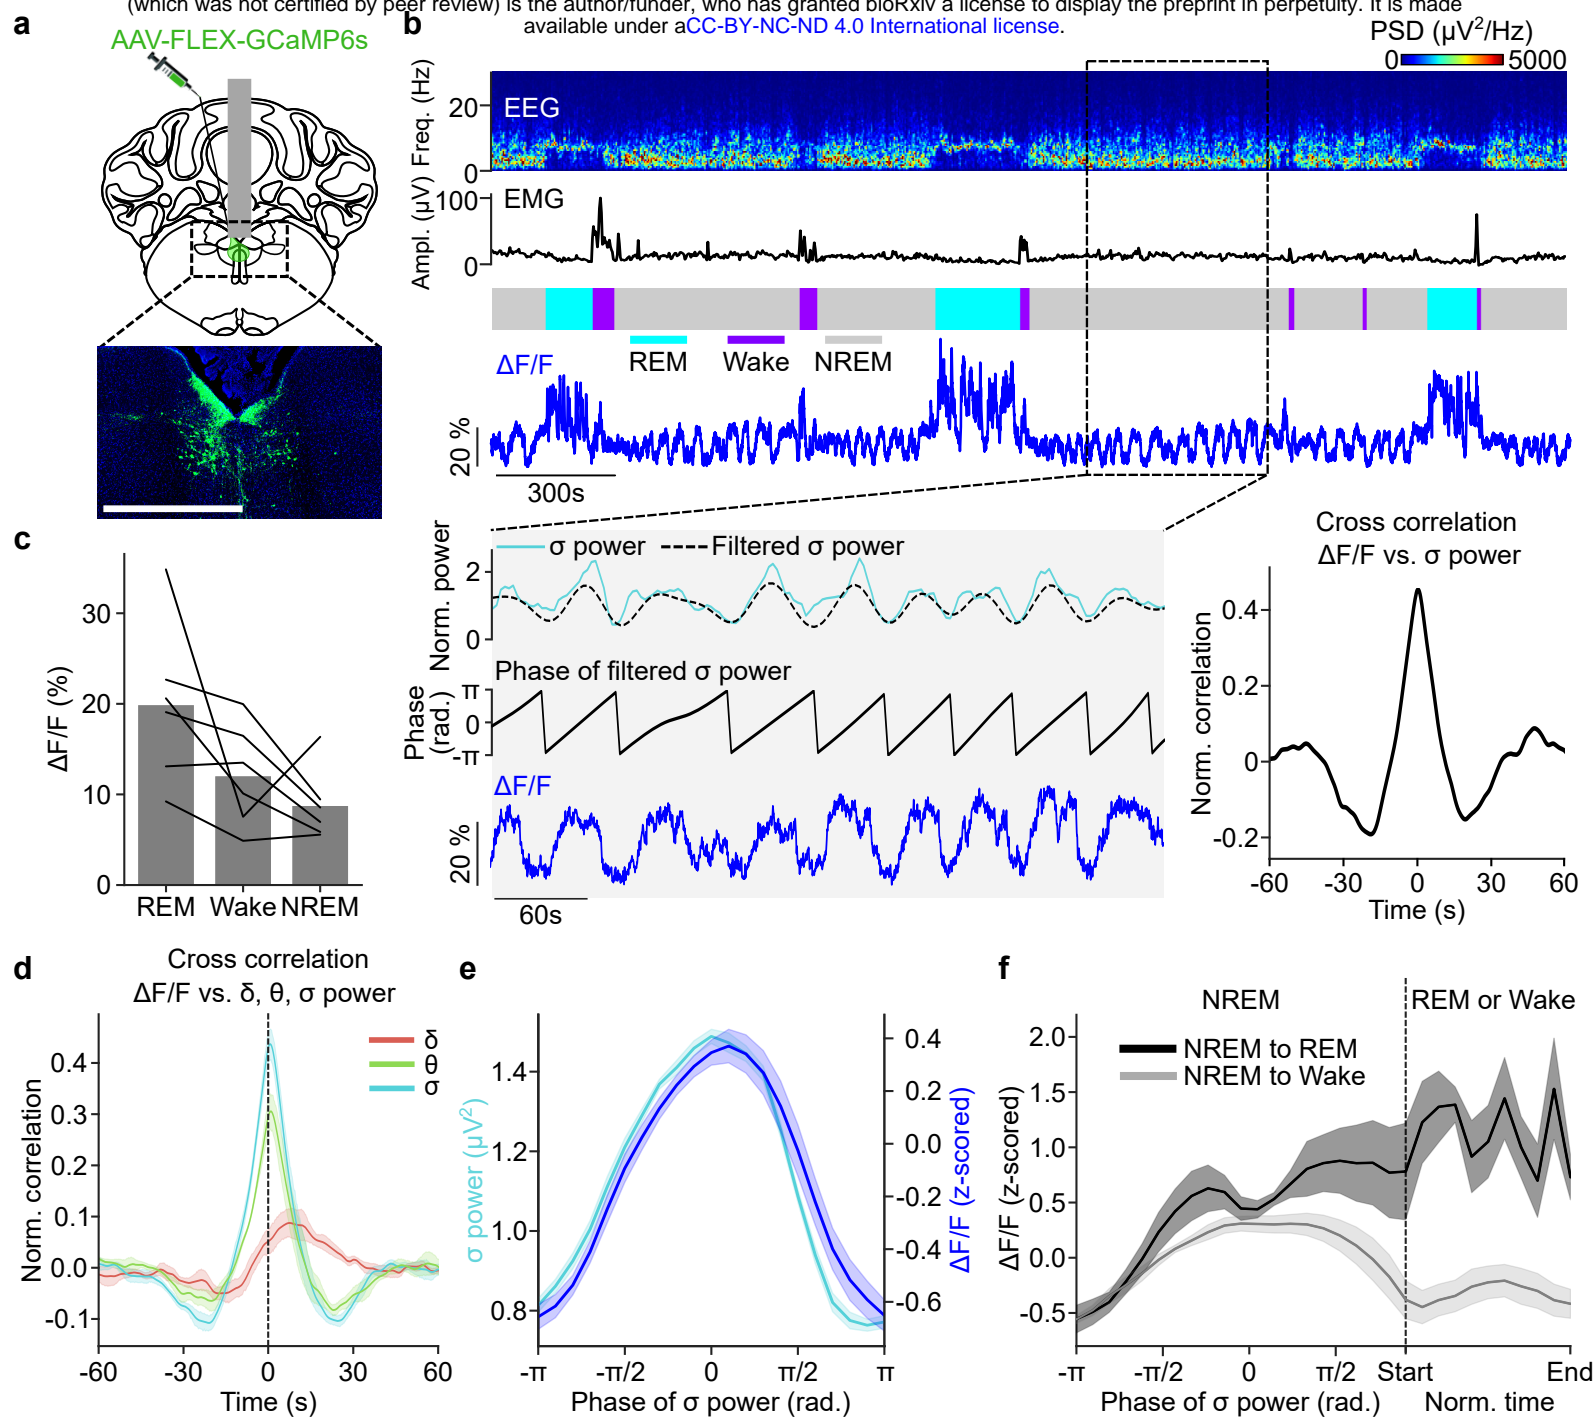 (which was not certified by peer review) is the author/funder, who has granted bioRxiv a license to display the preprint in perpetuity. It is made
available under aCC-BY-NC-ND 4.0 International license.
a
AAV-FLEX-GCaMP6s
b
PSD (µV²/Hz)
0 5000
Freq. (Hz)
20
0
EEG
Ampl. (µV)
100
0
EMG
REM Wake NREM
ΔF/F
20 %
300s
σ power Filtered σ power
Norm. power
2
0
Phase of filtered σ power
Phase
(rad.)
π
0
-π
ΔF/F
20 %
60s
Cross correlation
ΔF/F vs. σ power
Norm. correlation
0.4
0.2
0
-0.2
-60 -30 0 30 60
Time (s)
c
ΔF/F (%)
30
20
10
0
REM Wake NREM
d
Cross correlation
ΔF/F vs. δ, θ, σ power
δ
θ
σ
Norm. correlation
0.4
0.3
0.2
0.1
0.0
-0.1
-60 -30 0 30 60
Time (s)
e
σ power (µV²)
1.4
1.2
1.0
0.8
ΔF/F (z-scored)
0.4
0.2
0.0
-0.2
-0.4
-0.6
-π -π/2 0 π/2 π
Phase of σ power (rad.)
f
NREM REM or Wake
NREM to REM
NREM to Wake
ΔF/F (z-scored)
2.0
1.5
1.0
0.5
0.0
-0.5
-π -π/2 0 π/2 Start End
Phase of σ power (rad.) Norm. time